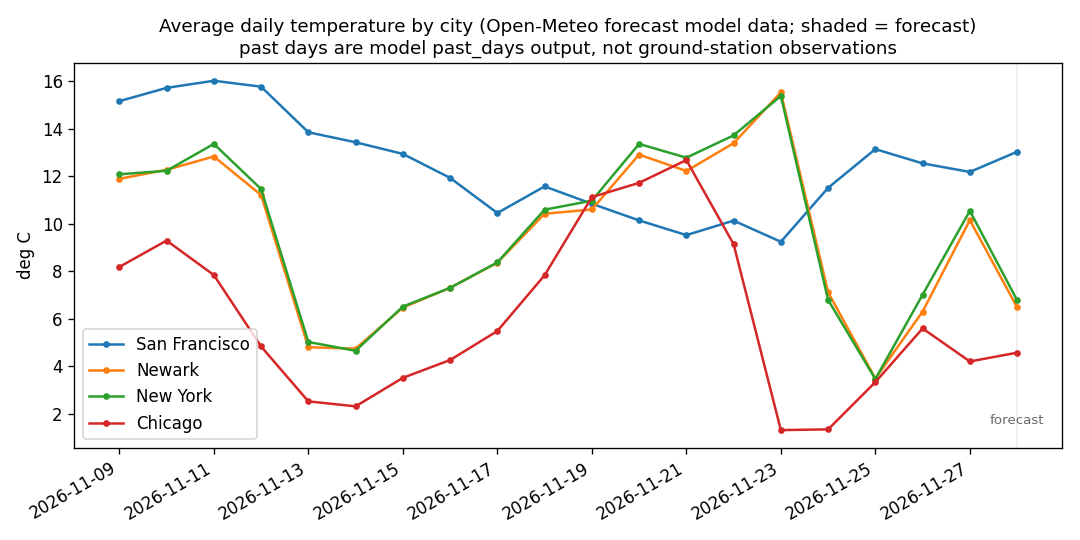 Average daily temperature by city (Open-Meteo forecast model data; shaded = forecast)
past days are model past_days output, not ground-station observations
deg C
16
14
12
10
8
6
4
2
San Francisco
Newark
New York
Chicago
forecast
2026-11-09
2026-11-11
2026-11-13
2026-11-15
2026-11-17
2026-11-19
2026-11-21
2026-11-23
2026-11-25
2026-11-27